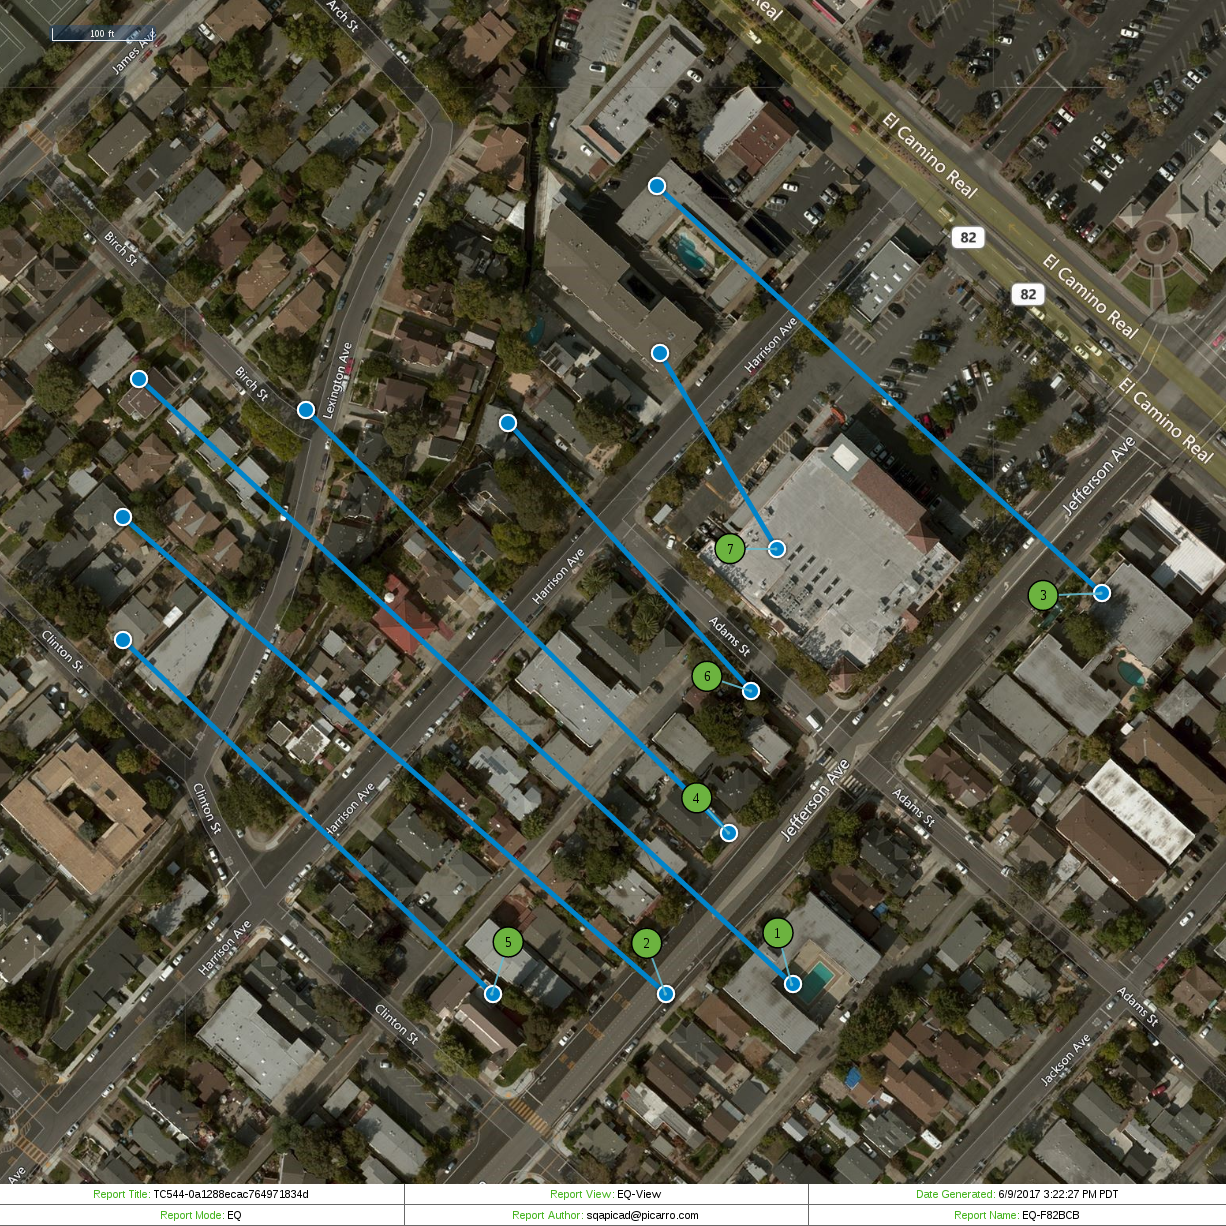 Real
Arch St
100 ft
James Ave
El Camino Real
82
El Camino Real
82
Birch St
Harrison Ave
Birch St
Lexington Ave
El Camino Real
Jefferson Ave
7
Harrison Ave
3
Adams St
Clinton St
6
Jefferson Ave
4
Adams St
Clinton St
Harrison Ave
1
5
2
Harrison Ave
Clinton St
Adams St
Jackson Ave
Ave
Report Title: TC544-0a1288ecac764971834d
Report View: EQ-View
Date Generated: 6/9/2017 3:22:27 PM PDT
Report Mode: EQ
Report Author: sqapicad@picarro.com
Report Name: EQ-F82BCB